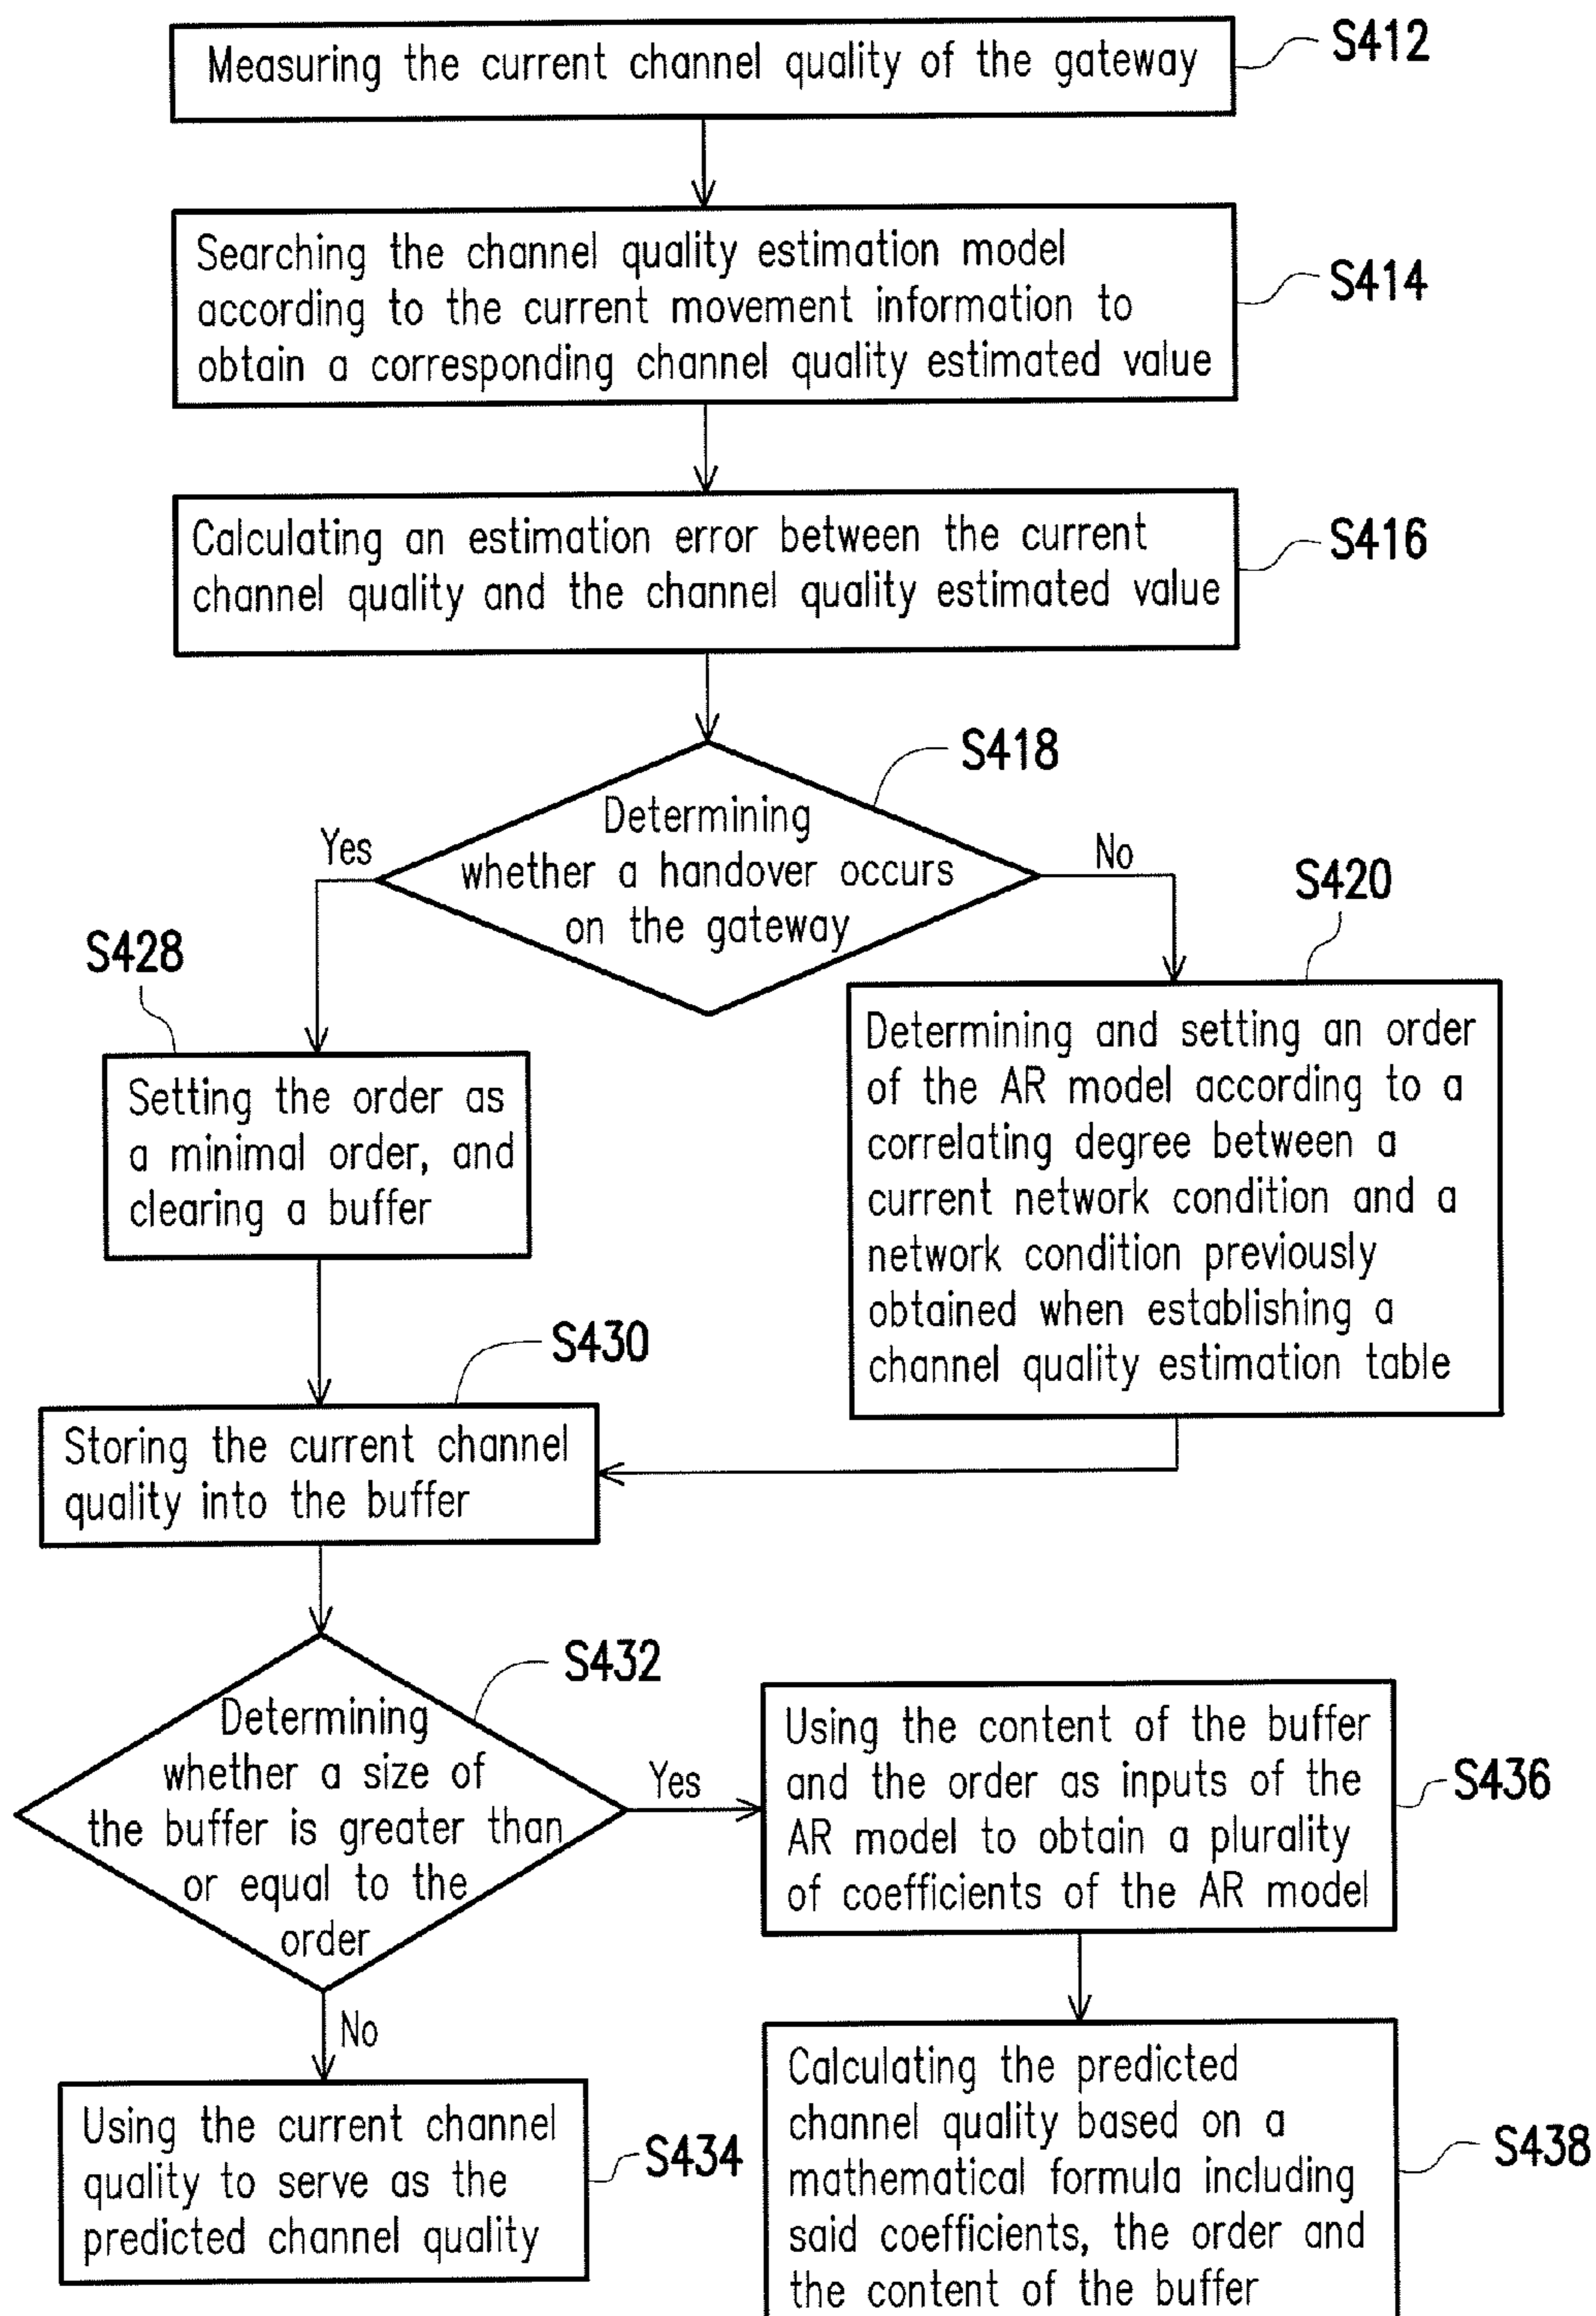 Measuring the current channel quality of the gateway
S412
Searching the channel quality estimation model
according to the current movement information to
obtain a corresponding channel quality estimated value
S414
Calculating an estimation error between the current
channel quality and the channel quality estimated value
S416
S418
Determining
whether a handover occurs
on the gateway
Yes
No
S428
Setting the order as
a minimal order, and
clearing a buffer
S420
Determining and setting an order
of the AR model according to a
correlating degree between a
current network condition and a
network condition previously
obtained when establishing a
channel quality estimation table
S430
Storing the current channel
quality into the buffer
S432
Determining
whether a size of
the buffer is greater than
or equal to the
order
Yes
Using the content of the buffer
and the order as inputs of the
AR model to obtain a plurality
of coefficients of the AR model
S436
No
Using the current channel
quality to serve as the
predicted channel quality
S434
Calculating the predicted
channel quality based on a
mathematical formula including
said coefficients, the order and
the content of the buffer
S438